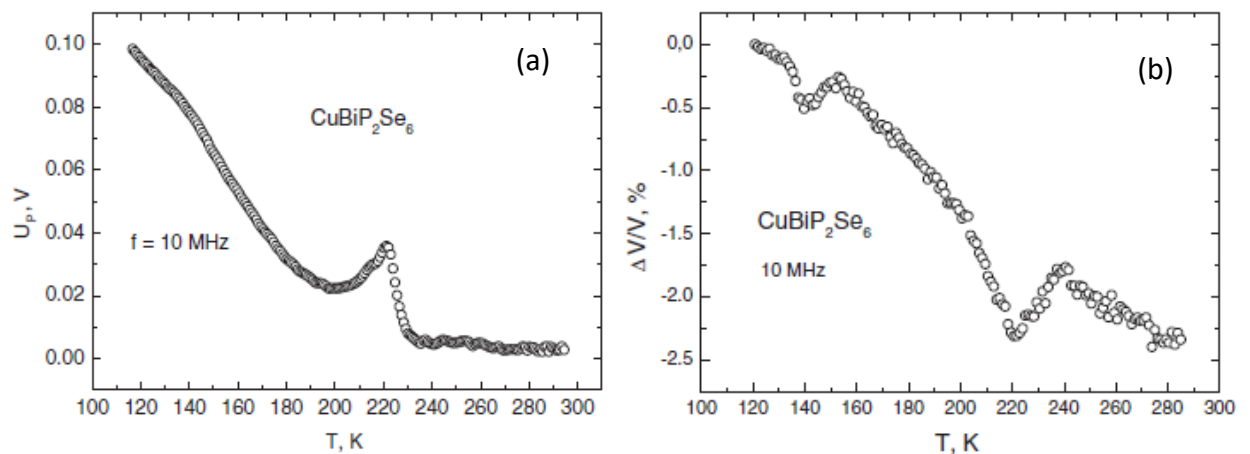 (a)
CuBiP₂Se₆
f = 10 MHz
U_P, V
0.10
0.08
0.06
0.04
0.02
0.00
100 120 140 160 180 200 220 240 260 280 300
T, K
(b)
CuBiP₂Se₆
10 MHz
Δ V/V, %
0,0
-0.5
-1.0
-1.5
-2.0
-2.5
100 120 140 160 180 200 220 240 260 280 300
T, K